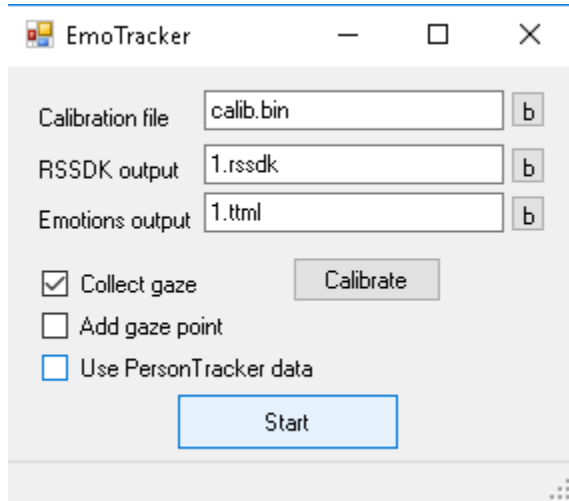 EmoTracker
Calibration file calib.bin b
RSSDK output 1.rssdk b
Emotions output 1.ttml b
Collect gaze Calibrate
Add gaze point
Use PersonTracker data
Start